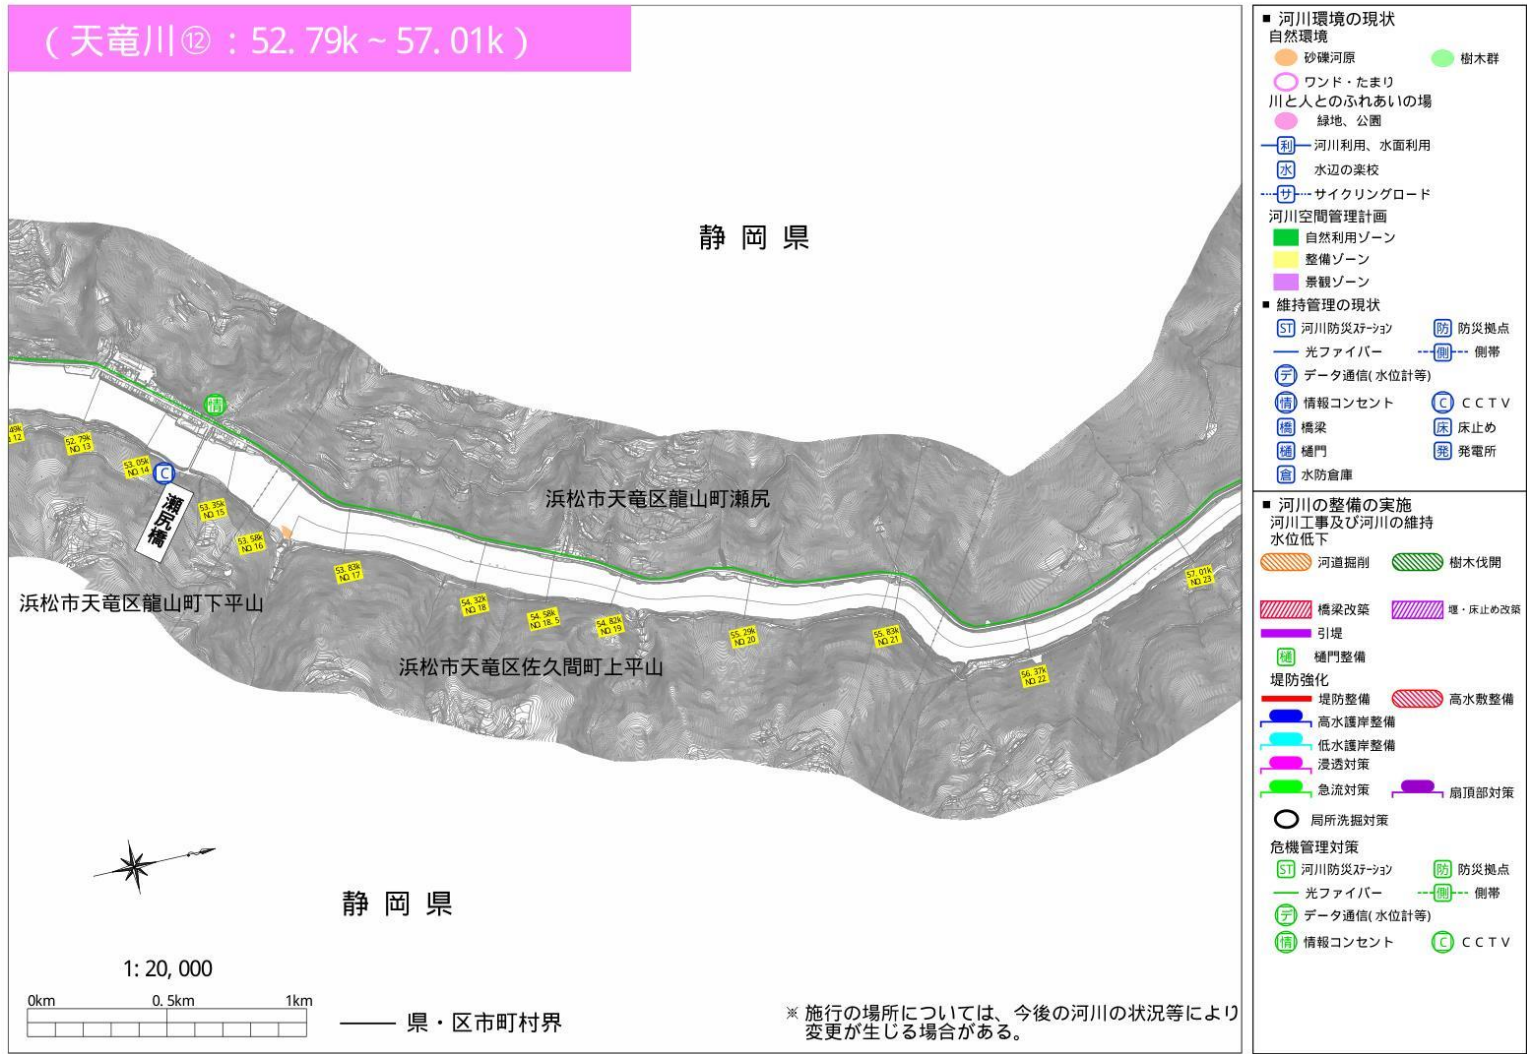 (天竜川⑫：52.79k～57.01k)
静岡県
情
49k
12
52.79k
NO.13
53.05k
NO.14
C
瀬尻橋
53.35k
NO.15
53.58k
NO.16
53.83k
NO.17
54.32k
NO.18
54.58k
NO.18.5
54.82k
NO.19
55.29k
NO.20
55.83k
NO.21
56.37k
NO.22
57.01k
NO.23
浜松市天竜区龍山町瀬尻
浜松市天竜区龍山町下平山
浜松市天竜区佐久間町上平山
静岡県
1:20,000
0km 0.5km 1km
県・区市町村界
※ 施行の場所については、今後の河川の状況等により
変更が生じる場合がある。
■ 河川環境の現状
自然環境
砂礫河原 樹木群
ワンド・たまり
川と人とのふれあいの場
緑地、公園
利 河川利用、水面利用
水 水辺の楽校
サ サイクリングロード
河川空間管理計画
自然利用ゾーン
整備ゾーン
景観ゾーン
■ 維持管理の現状
ST 河川防災ステーション 防 防災拠点
光ファイバー 側 側帯
デ データ通信(水位計等)
情 情報コンセント C CCTV
橋 橋梁 床 床止め
樋 樋門 発 発電所
倉 水防倉庫
■ 河川の整備の実施
河川工事及び河川の維持
水位低下
河道掘削 樹木伐開
橋梁改築 堰・床止め改築
引堤
樋 樋門整備
堤防強化
堤防整備 高水敷整備
高水護岸整備
低水護岸整備
浸透対策
急流対策 扇頂部対策
局所洗掘対策
危機管理対策
ST 河川防災ステーション 防 防災拠点
光ファイバー 側 側帯
デ データ通信(水位計等)
情 情報コンセント C CCTV